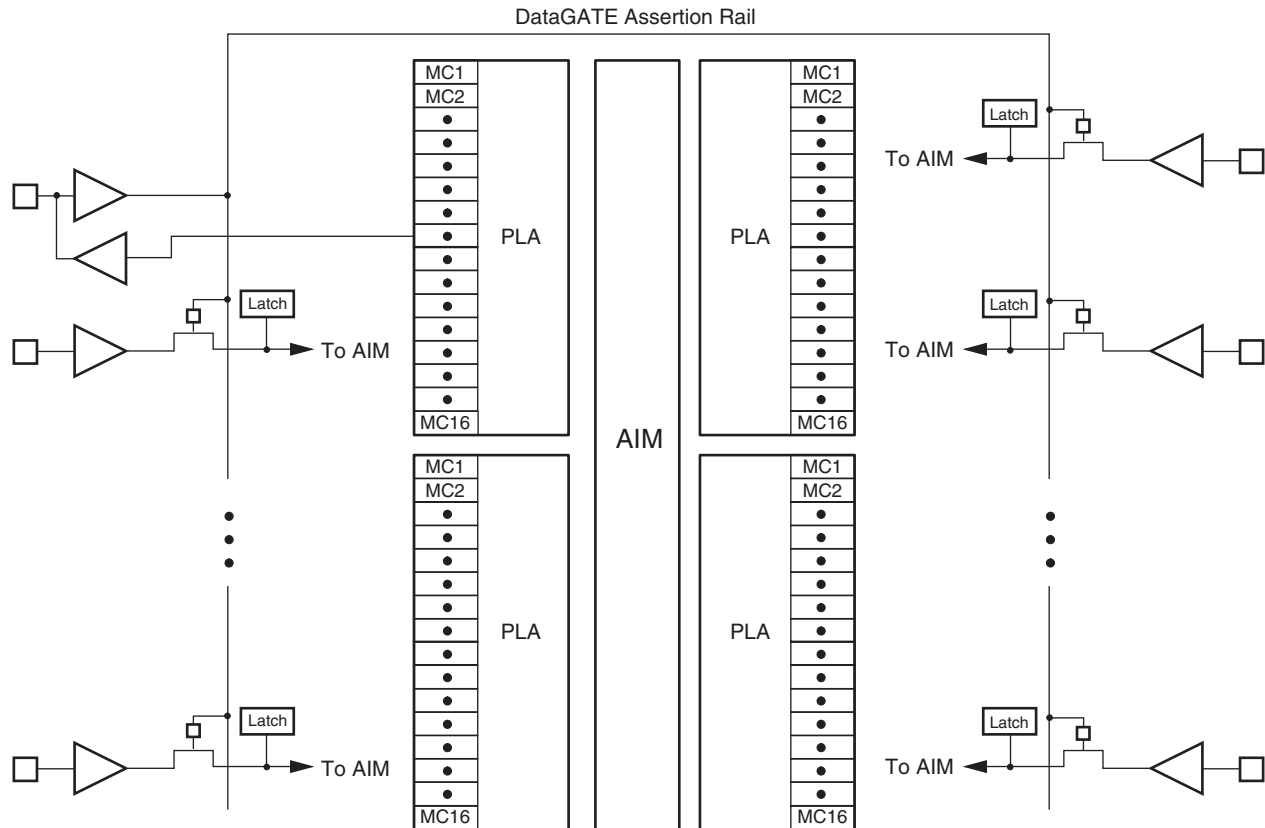 DataGATE Assertion Rail
MC1
MC2
PLA
MC16
MC1
MC2
PLA
MC16
AIM
MC1
MC2
PLA
MC16
MC1
MC2
PLA
MC16
Latch
To AIM
Latch
To AIM
Latch
To AIM
Latch
To AIM
Latch
To AIM